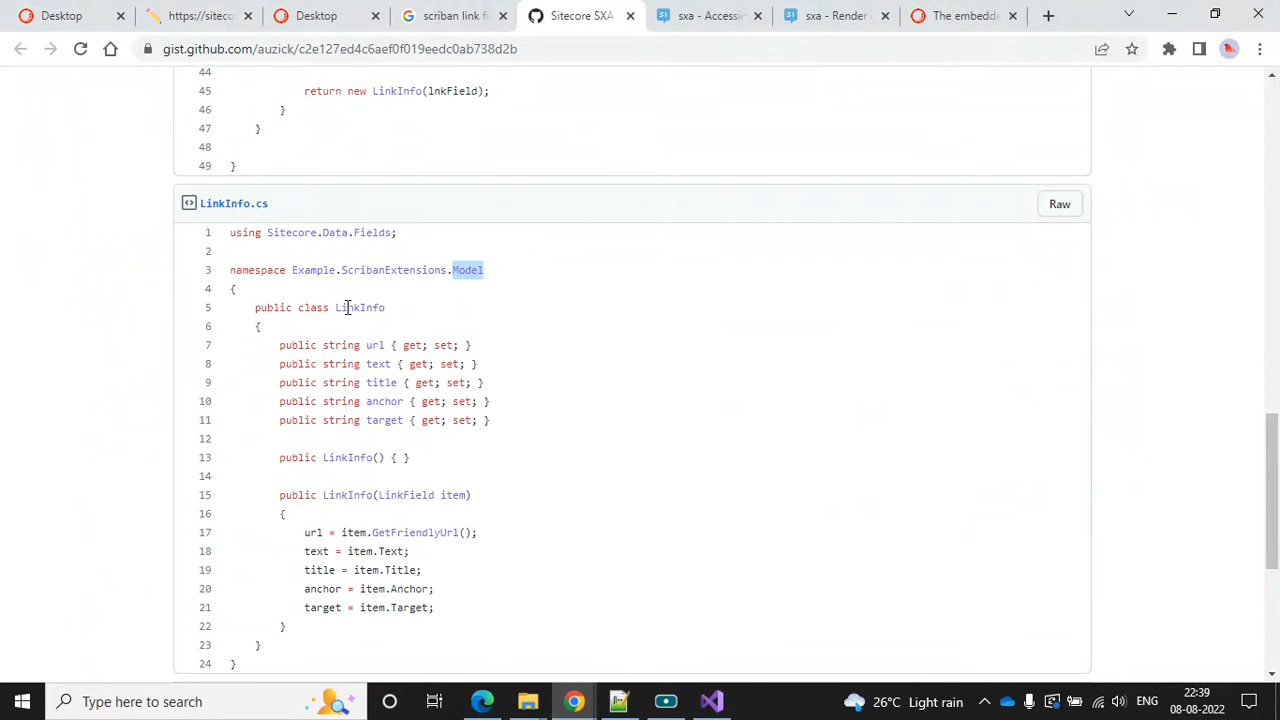 Desktop
https://siteco
Desktop
scriban link fi
Sitecore SXA
sxa - Accessin
sxa - Render
The embedde
gist.github.com/auzick/c2e127ed4c6aef0f019eedc0ab738d2b
44
45 return new LinkInfo(lnkField);
46 }
47 }
48
49 }
LinkInfo.cs
Raw
1 using Sitecore.Data.Fields;
2
3 namespace Example.ScribanExtensions.Model
4 {
5 public class LinkInfo
6 {
7 public string url { get; set; }
8 public string text { get; set; }
9 public string title { get; set; }
10 public string anchor { get; set; }
11 public string target { get; set; }
12
13 public LinkInfo() { }
14
15 public LinkInfo(LinkField item)
16 {
17 url = item.GetFriendlyUrl();
18 text = item.Text;
19 title = item.Title;
20 anchor = item.Anchor;
21 target = item.Target;
22 }
23 }
24 }
Type here to search
26°C Light rain
ENG
22:39
08-08-2022